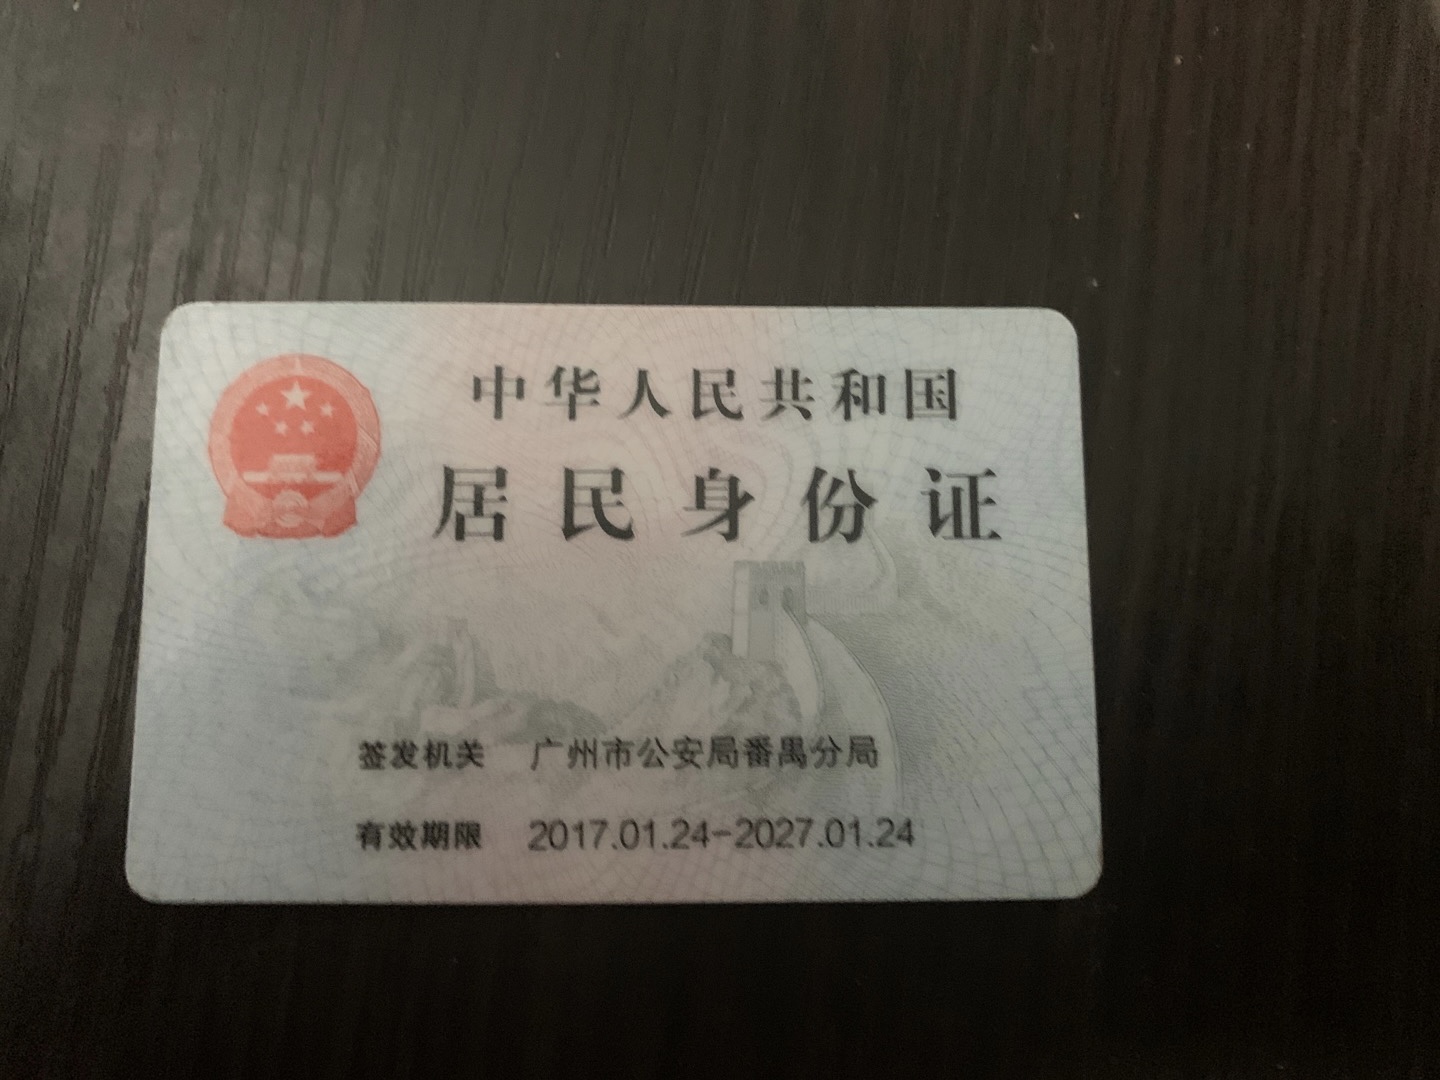 中华人民共和国
居民身份证
签发机关 广州市公安局番禺分局
有效期限 2017.01.24-2027.01.24